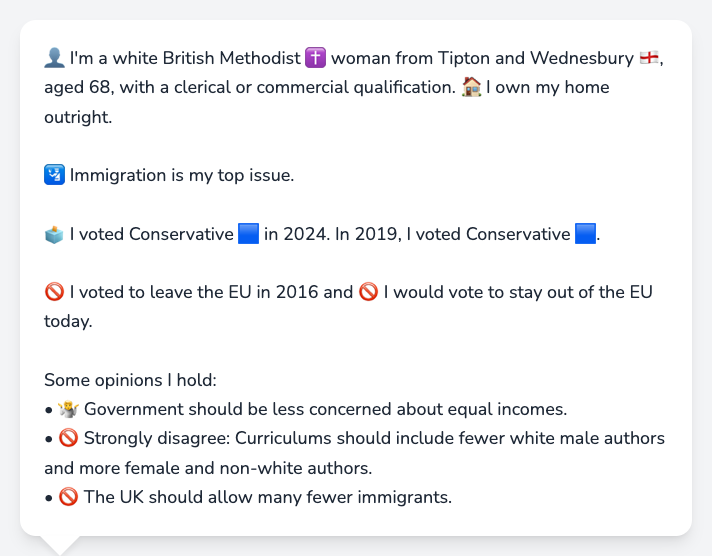 👤 I'm a white British Methodist ✝️ woman from Tipton and Wednesbury 🏴󠁧󠁢󠁥󠁮󠁧󠁿,
aged 68, with a clerical or commercial qualification. 🏠 I own my home
outright.
🛂 Immigration is my top issue.
🗳️ I voted Conservative 🟦 in 2024. In 2019, I voted Conservative 🟦.
🚫 I voted to leave the EU in 2016 and 🚫 I would vote to stay out of the EU
today.
Some opinions I hold:
• 🤷 Government should be less concerned about equal incomes.
• 🚫 Strongly disagree: Curriculums should include fewer white male authors
and more female and non-white authors.
• 🚫 The UK should allow many fewer immigrants.